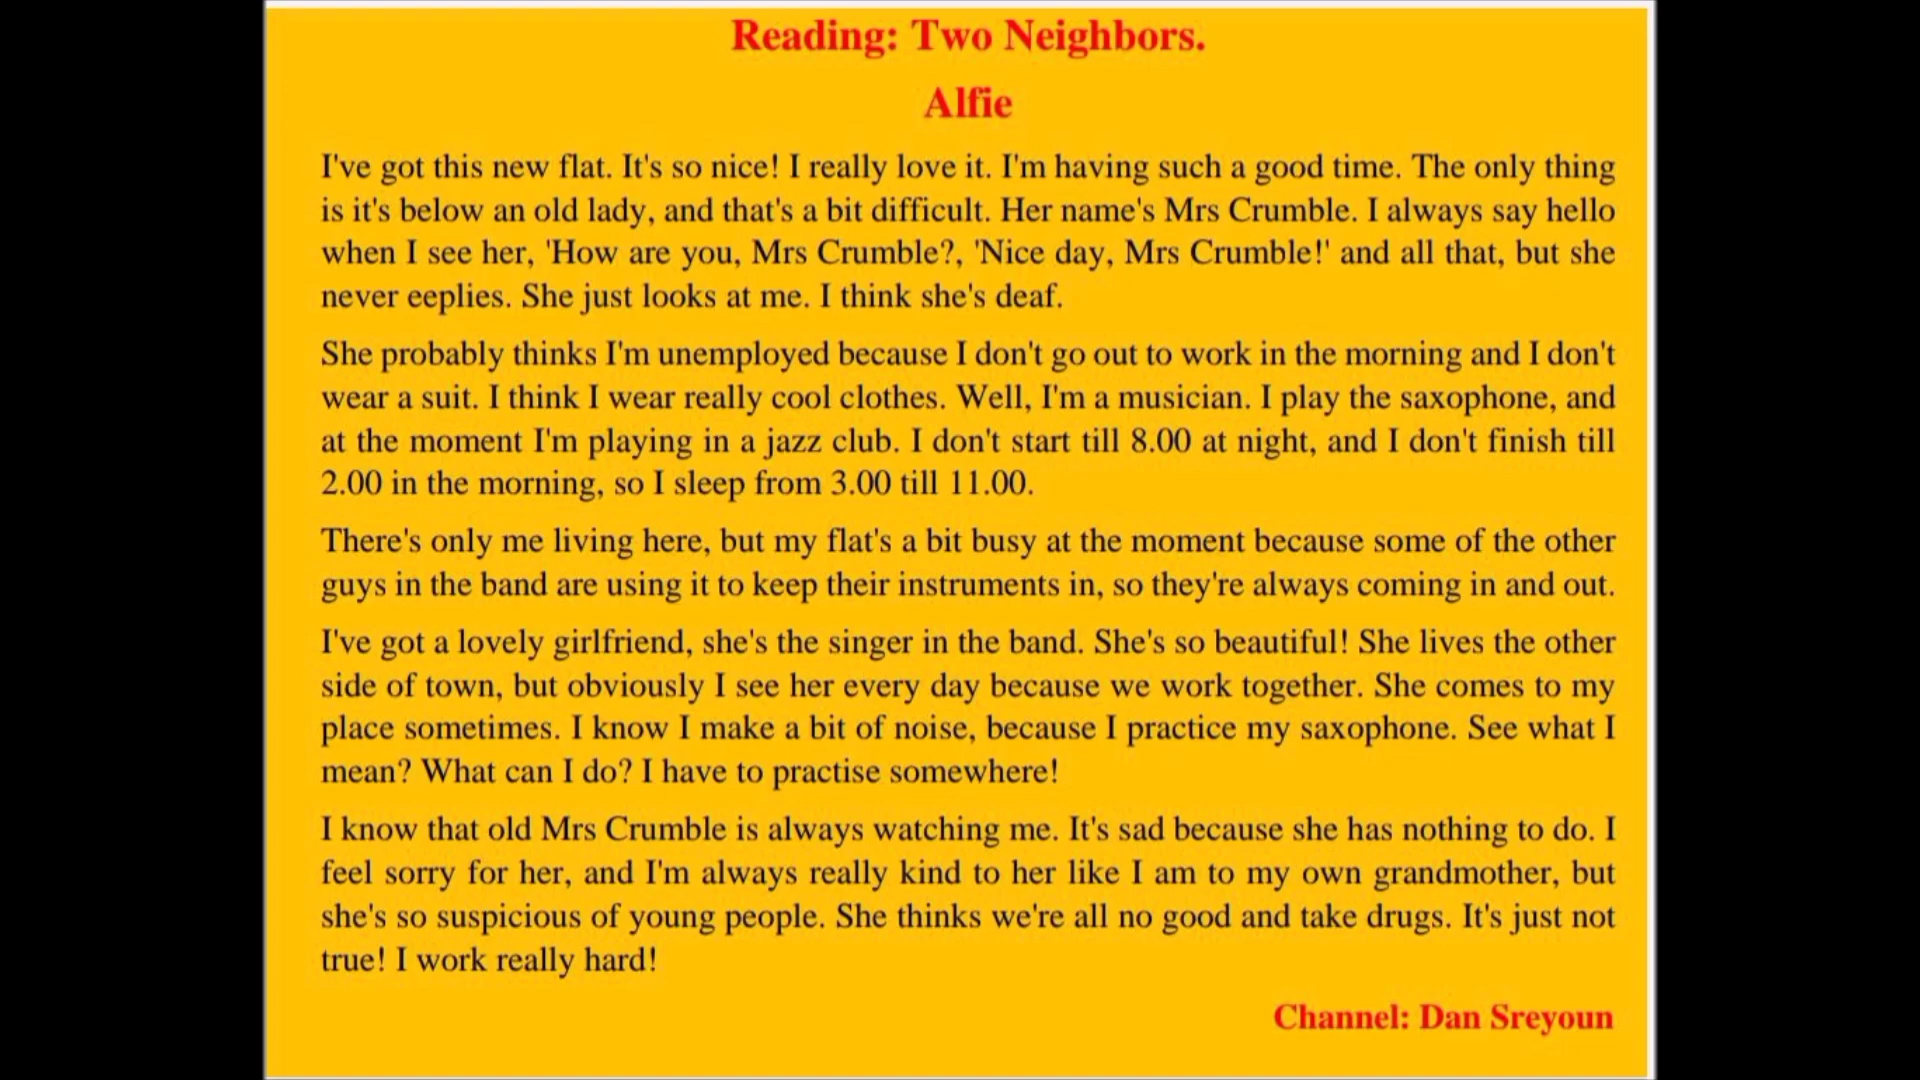 Reading: Two Neighbors.
Alfie
I've got this new flat. It's so nice! I really love it. I'm having such a good time. The only thing
is it's below an old lady, and that's a bit difficult. Her name's Mrs Crumble. I always say hello
when I see her, 'How are you, Mrs Crumble?, 'Nice day, Mrs Crumble!' and all that, but she
never eeplies. She just looks at me. I think she's deaf.
She probably thinks I'm unemployed because I don't go out to work in the morning and I don't
wear a suit. I think I wear really cool clothes. Well, I'm a musician. I play the saxophone, and
at the moment I'm playing in a jazz club. I don't start till 8.00 at night, and I don't finish till
2.00 in the morning, so I sleep from 3.00 till 11.00.
There's only me living here, but my flat's a bit busy at the moment because some of the other
guys in the band are using it to keep their instruments in, so they're always coming in and out.
I've got a lovely girlfriend, she's the singer in the band. She's so beautiful! She lives the other
side of town, but obviously I see her every day because we work together. She comes to my
place sometimes. I know I make a bit of noise, because I practice my saxophone. See what I
mean? What can I do? I have to practise somewhere!
I know that old Mrs Crumble is always watching me. It's sad because she has nothing to do. I
feel sorry for her, and I'm always really kind to her like I am to my own grandmother, but
she's so suspicious of young people. She thinks we're all no good and take drugs. It's just not
true! I work really hard!
Channel: Dan Sreyoun